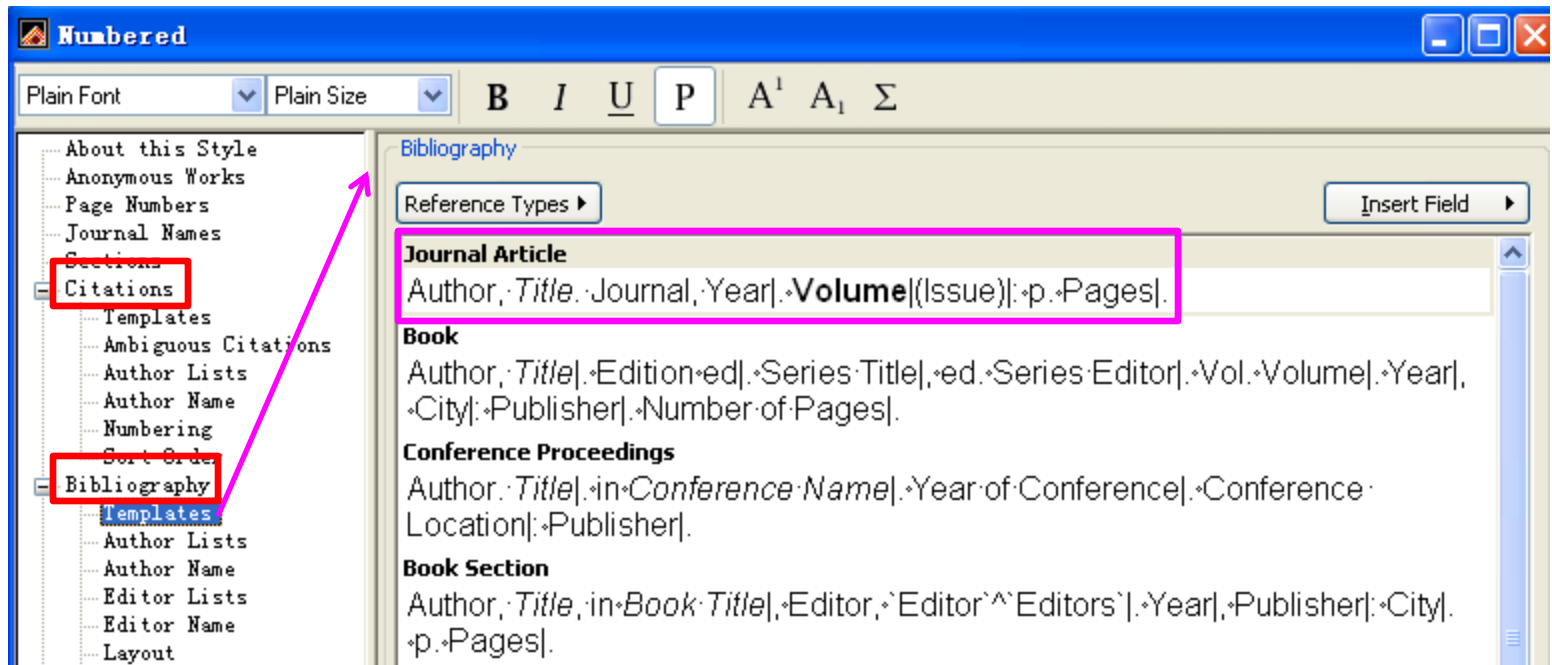 Numbered
Plain Font Plain Size B I U P A¹ A₁ Σ
About this Style
Anonymous Works
Page Numbers
Journal Names
Sections
Citations
Templates
Ambiguous Citations
Author Lists
Author Name
Numbering
Sort Order
Bibliography
Templates
Author Lists
Author Name
Editor Lists
Editor Name
Layout
Bibliography
Reference Types Insert Field
Journal Article
Author,·Title.·Journal,·Year|.°Volume|(Issue)|:°p.°Pages|.
Book
Author,·Title|.°Edition°ed|.°Series·Title|,°ed.°Series·Editor|.°Vol.°Volume|.°Year|,
°City|:°Publisher|.°Number·of·Pages|.
Conference Proceedings
Author.·Title|.°in°Conference·Name|.°Year·of·Conference|.°Conference·
Location|:°Publisher|.
Book Section
Author,·Title,·in°Book·Title|,°Editor,°`Editor`^`Editors`|.°Year|,°Publisher|:°City|.
°p.°Pages|.